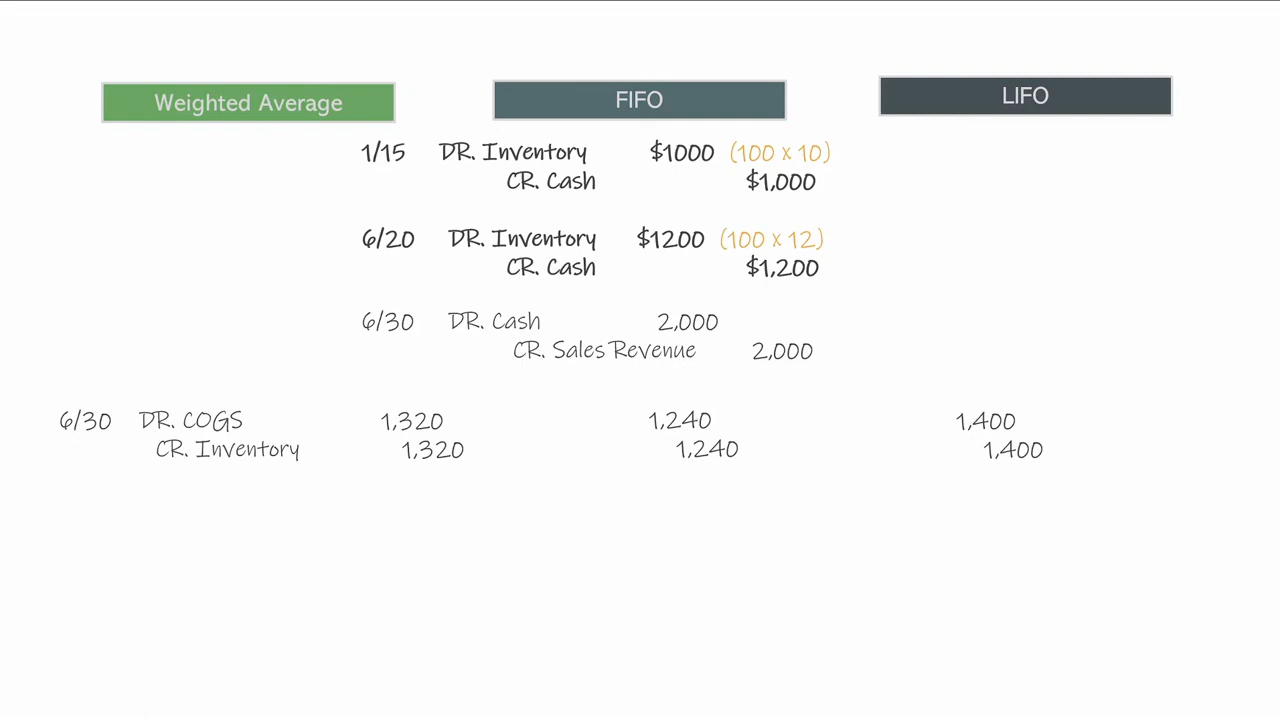 Weighted Average FIFO LIFO
1/15 DR. Inventory $1000 (100 x 10)
CR. Cash $1,000
6/20 DR. Inventory $1200 (100 x 12)
CR. Cash $1,200
6/30 DR. Cash 2,000
CR. Sales Revenue 2,000
6/30 DR. COGS 1,320 1,240 1,400
CR. Inventory 1,320 1,240 1,400